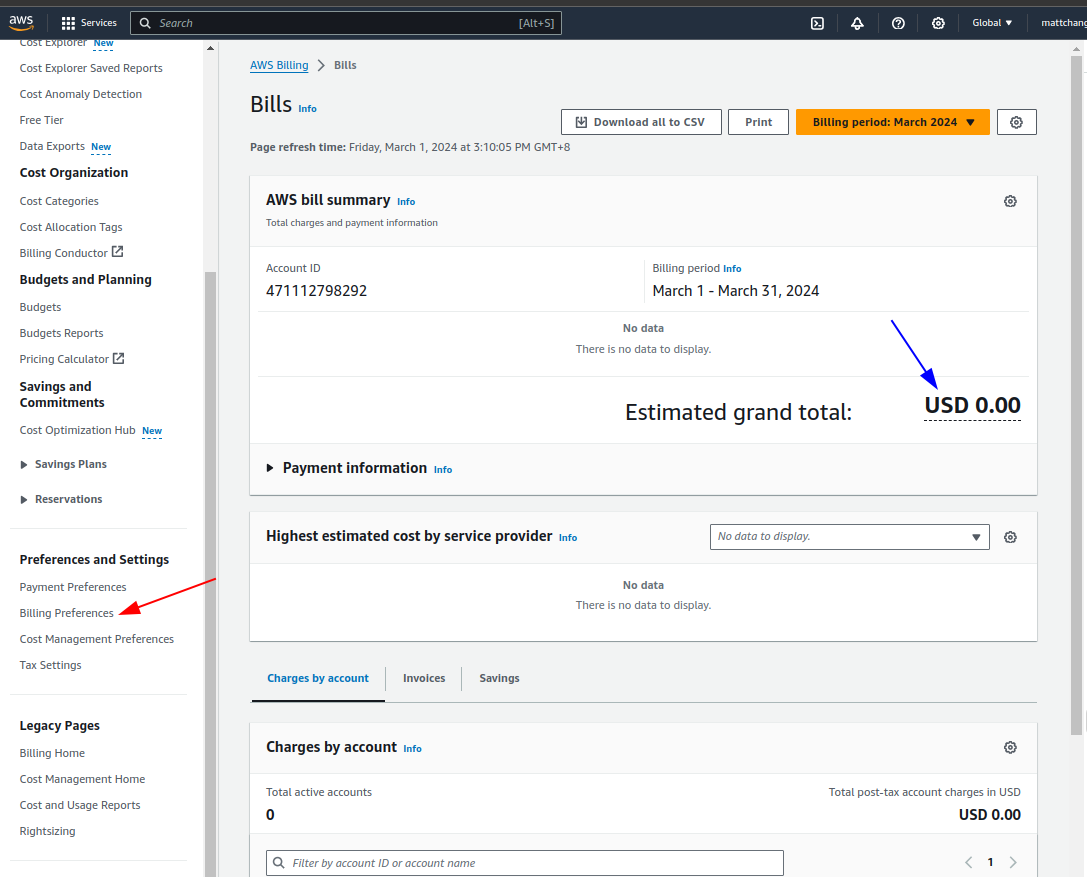 aws
Services
Search
[Alt+S]
Global
mattchang
Cost Explorer New
Cost Explorer Saved Reports
Cost Anomaly Detection
Free Tier
Data Exports New
Cost Organization
Cost Categories
Cost Allocation Tags
Billing Conductor
Budgets and Planning
Budgets
Budgets Reports
Pricing Calculator
Savings and
Commitments
Cost Optimization Hub New
Savings Plans
Reservations
Preferences and Settings
Payment Preferences
Billing Preferences
Cost Management Preferences
Tax Settings
Legacy Pages
Billing Home
Cost Management Home
Cost and Usage Reports
Rightsizing
AWS Billing > Bills
Bills Info
Download all to CSV
Print
Billing period: March 2024
Page refresh time: Friday, March 1, 2024 at 3:10:05 PM GMT+8
AWS bill summary Info
Total charges and payment information
Account ID
471112798292
Billing period Info
March 1 - March 31, 2024
No data
There is no data to display.
Estimated grand total: USD 0.00
Payment information Info
Highest estimated cost by service provider Info
No data to display.
No data
There is no data to display.
Charges by account
Invoices
Savings
Charges by account Info
Total active accounts
0
Total post-tax account charges in USD
USD 0.00
Filter by account ID or account name
1